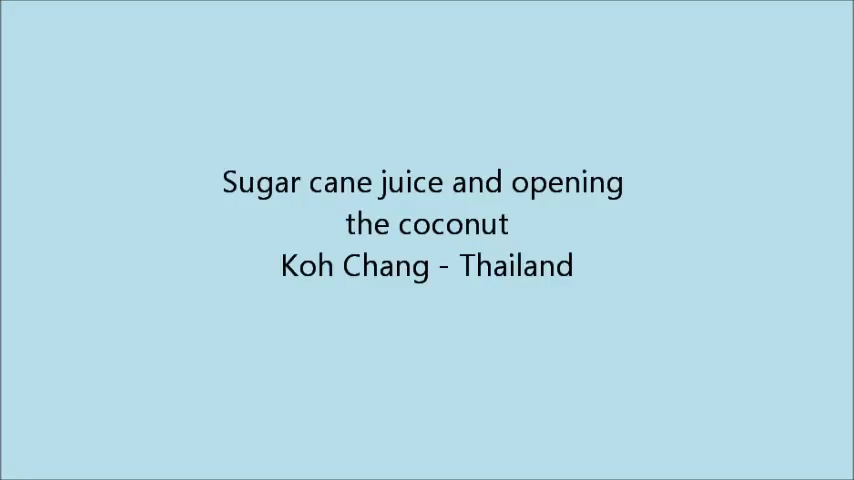 Sugar cane juice and opening
the coconut
Koh Chang - Thailand